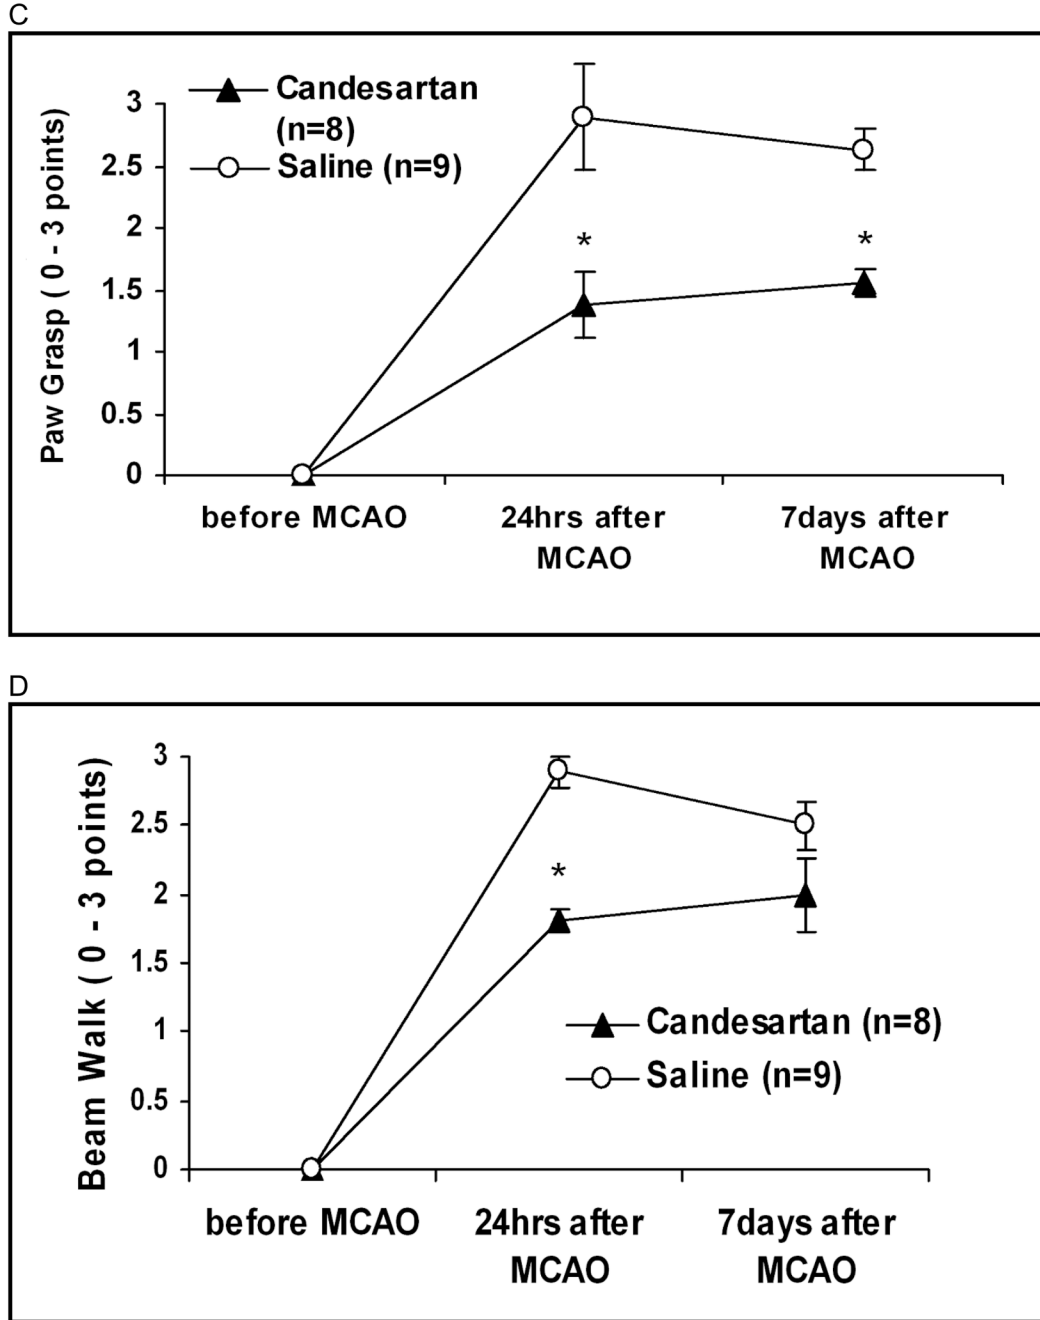 C
Candesartan
(n=8)
Saline (n=9)
Paw Grasp ( 0 - 3 points)
3
2.5
2
1.5
1
0.5
0
*
*
before MCAO
24hrs after
MCAO
7days after
MCAO
D
Beam Walk ( 0 - 3 points)
3
2.5
2
1.5
1
0.5
0
*
Candesartan (n=8)
Saline (n=9)
before MCAO
24hrs after
MCAO
7days after
MCAO